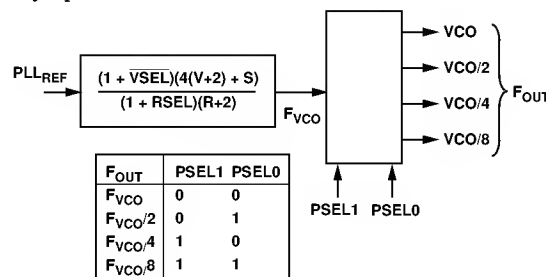 PLL_REF
(1 + \overline{VSEL})(4(V+2) + S)
(1 + RSEL)(R+2)
F_VCO
VCO
VCO/2
VCO/4
VCO/8
F_OUT
PSEL1 PSEL0
F_OUT PSEL1 PSEL0
F_VCO 0 0
F_VCO/2 0 1
F_VCO/4 1 0
F_VCO/8 1 1